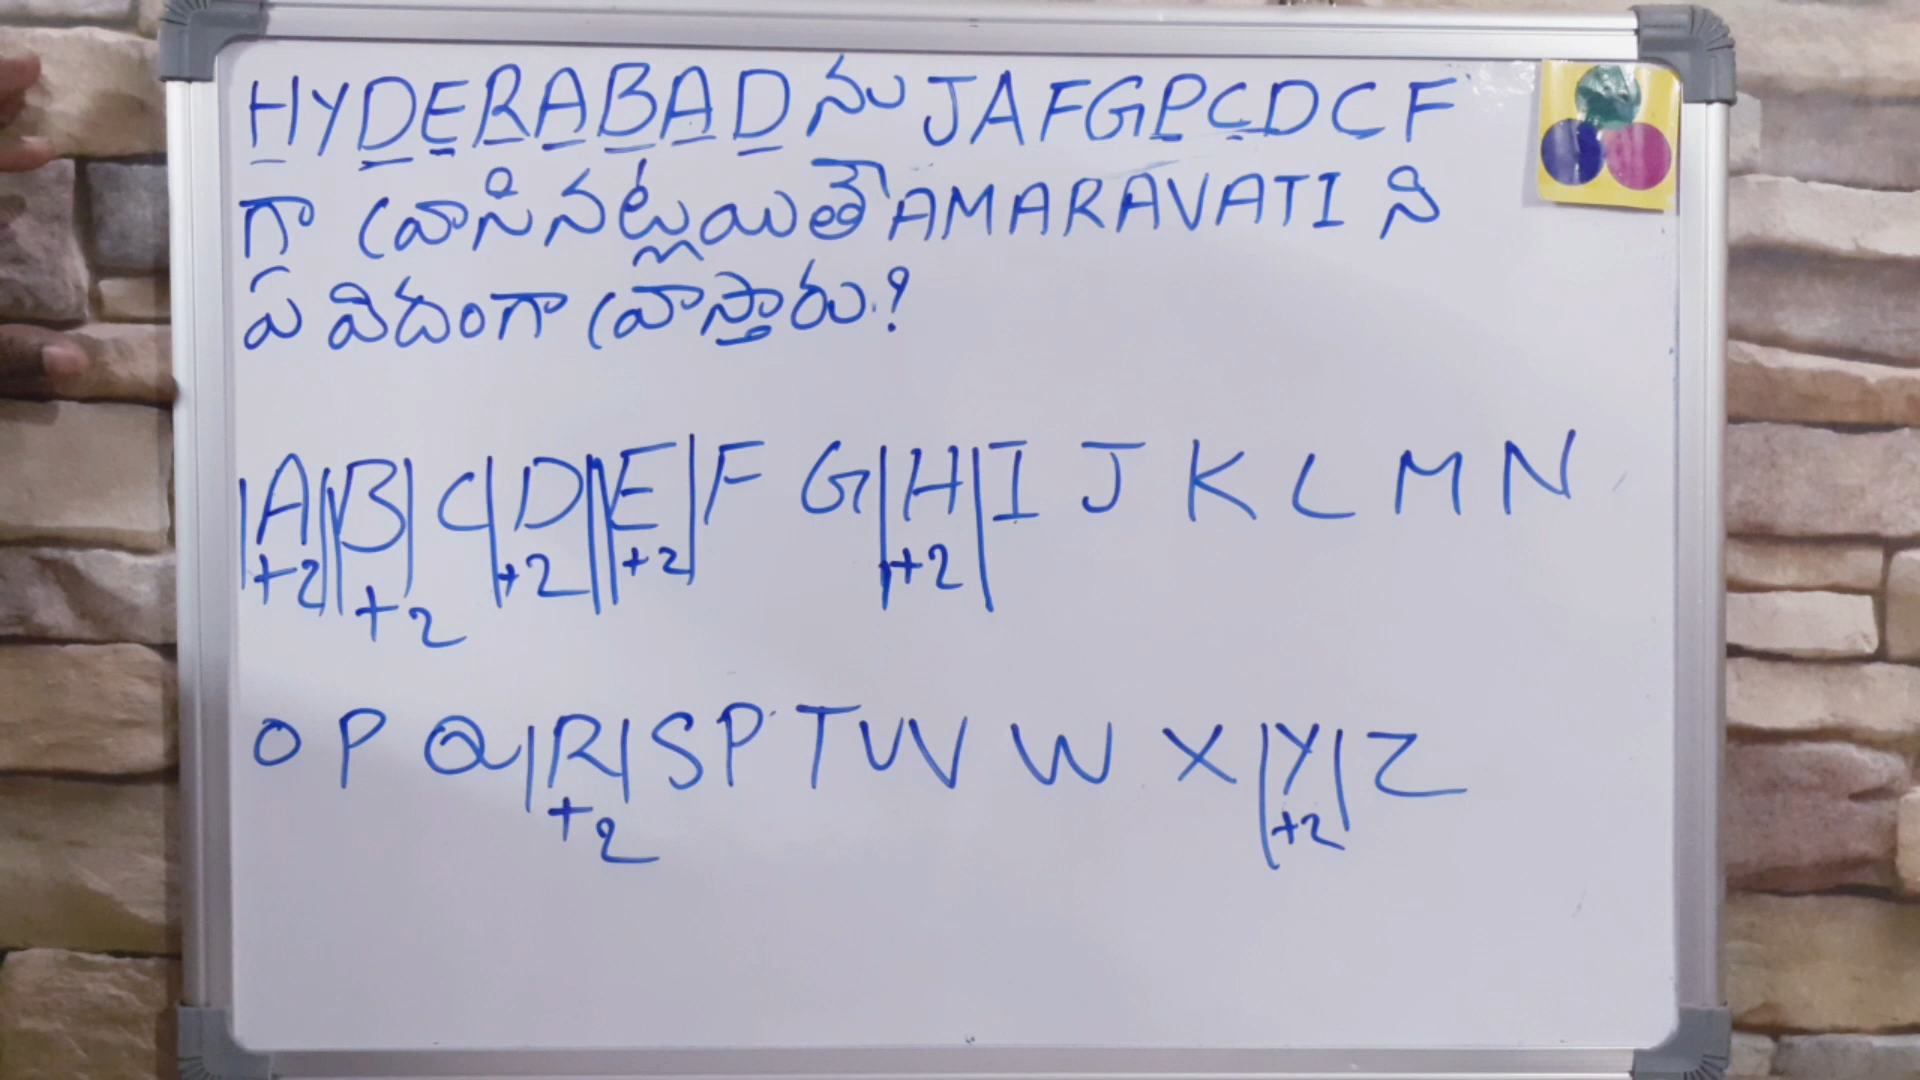 HYDERABAD ను JAFGPCDCF
గా వ్రాసినట్లయితే AMARAVATI ని
ఏ విదంగా వ్రాస్తారు?
A B C D E F G H I J K L M N
+2 +2 +2 +2 +2
O P Q R S P T U V W X Y Z
+2 +2